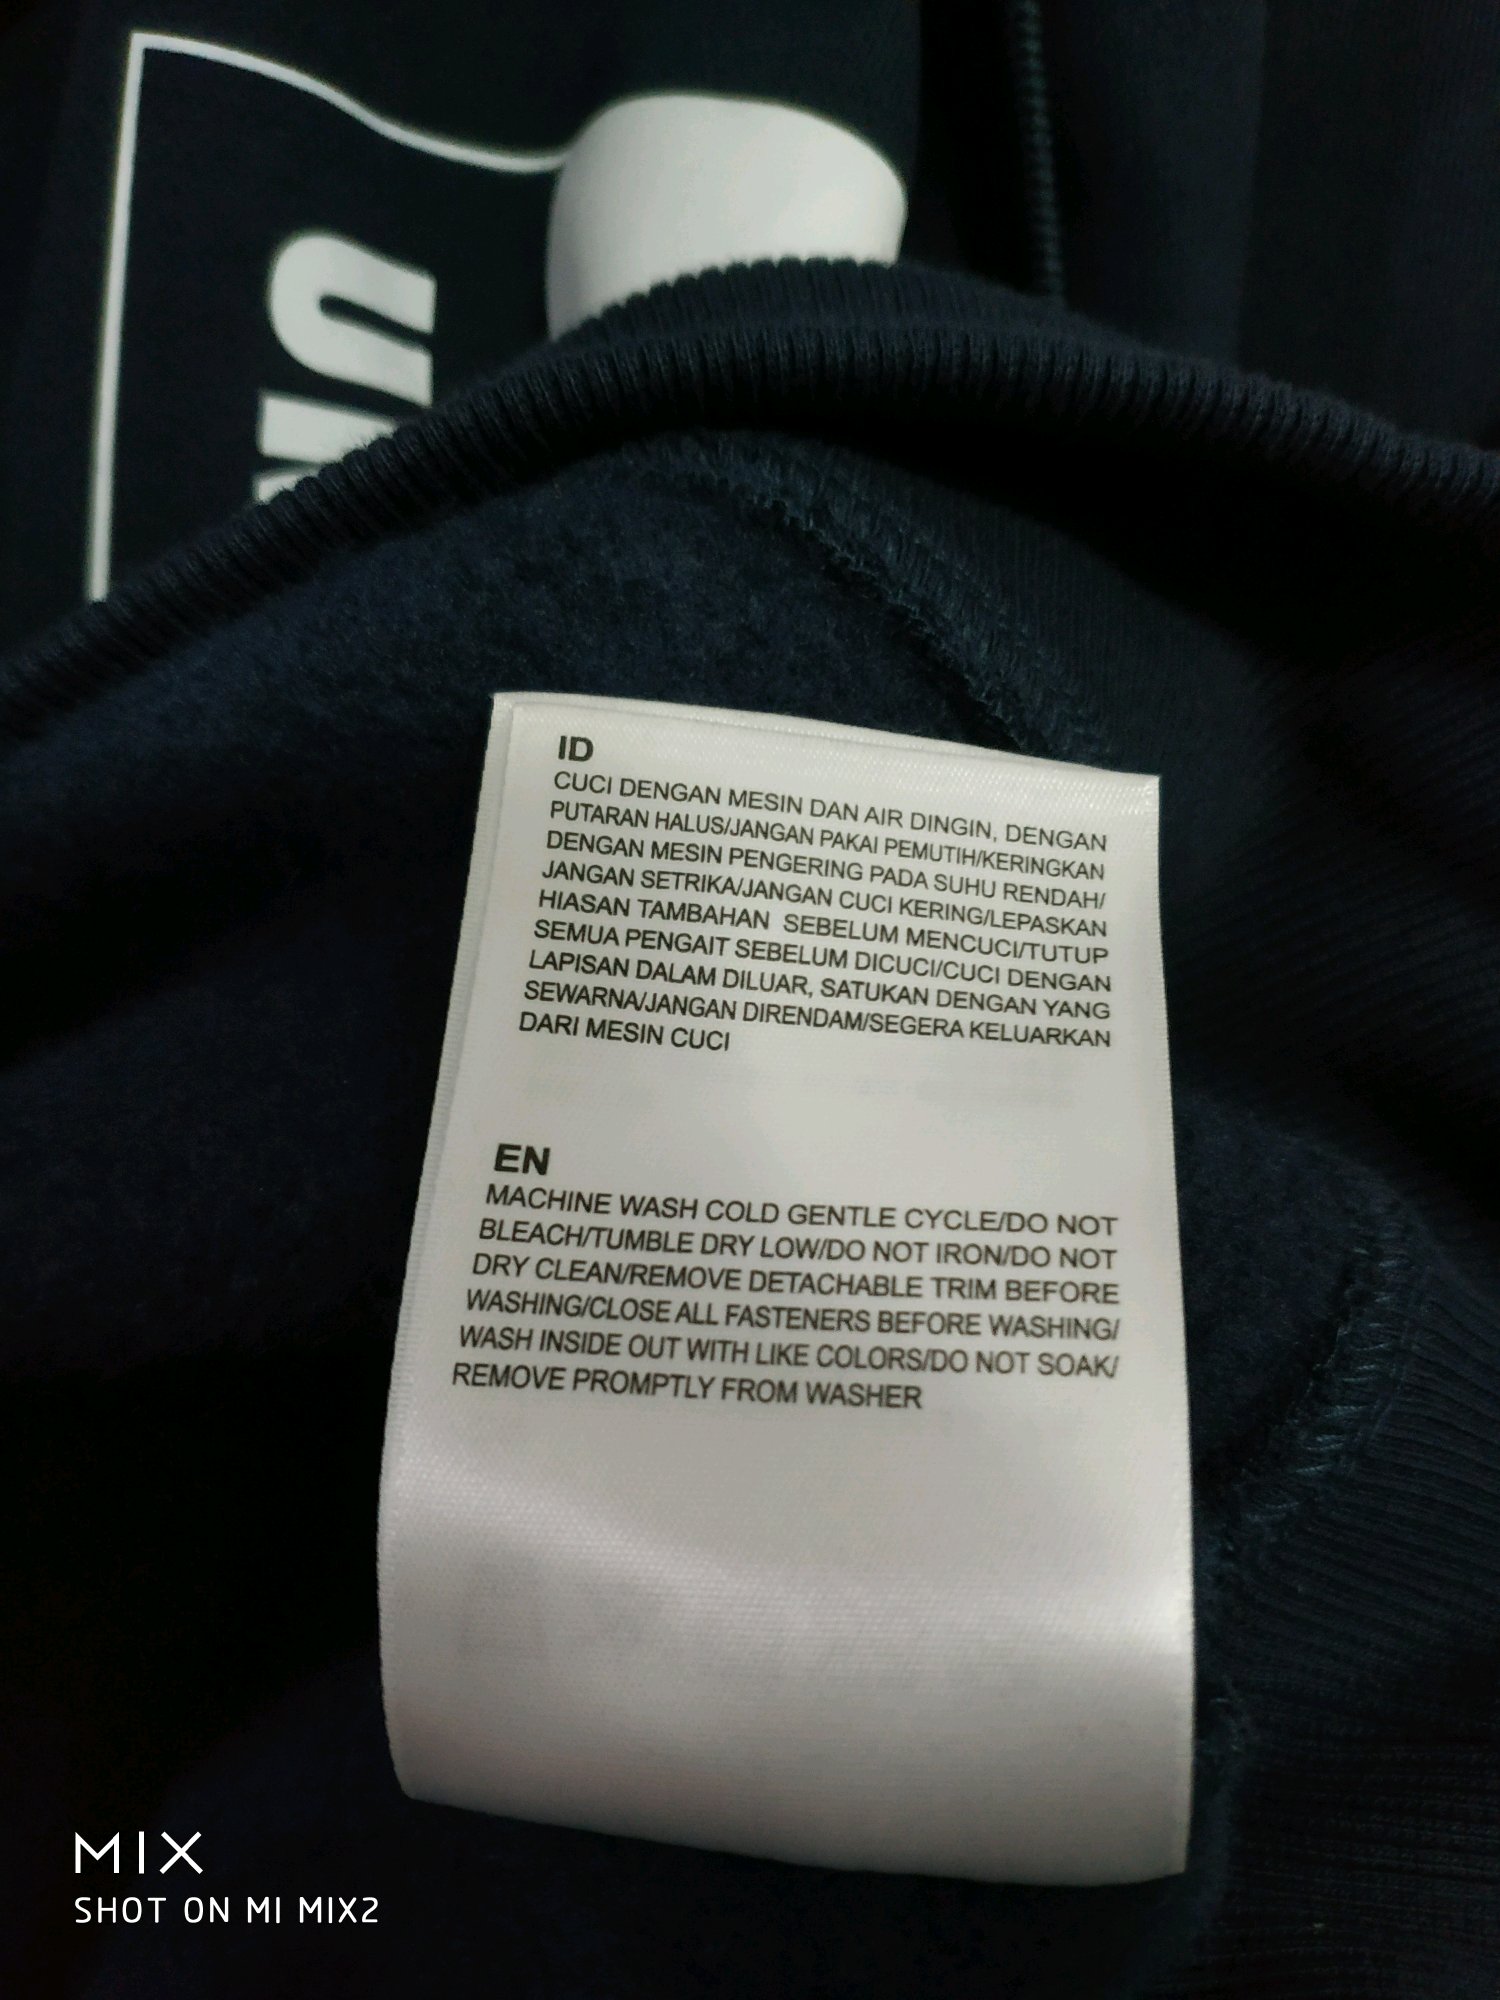 ID
CUCI DENGAN MESIN DAN AIR DINGIN, DENGAN
PUTARAN HALUS/JANGAN PAKAI PEMUTIH/KERINGKAN
DENGAN MESIN PENGERING PADA SUHU RENDAH/
JANGAN SETRIKA/JANGAN CUCI KERING/LEPASKAN
HIASAN TAMBAHAN SEBELUM MENCUCI/TUTUP
SEMUA PENGAIT SEBELUM DICUCI/CUCI DENGAN
LAPISAN DALAM DILUAR, SATUKAN DENGAN YANG
SEWARNA/JANGAN DIRENDAM/SEGERA KELUARKAN
DARI MESIN CUCI
EN
MACHINE WASH COLD GENTLE CYCLE/DO NOT
BLEACH/TUMBLE DRY LOW/DO NOT IRON/DO NOT
DRY CLEAN/REMOVE DETACHABLE TRIM BEFORE
WASHING/CLOSE ALL FASTENERS BEFORE WASHING/
WASH INSIDE OUT WITH LIKE COLORS/DO NOT SOAK/
REMOVE PROMPTLY FROM WASHER
MIX
SHOT ON MI MIX2